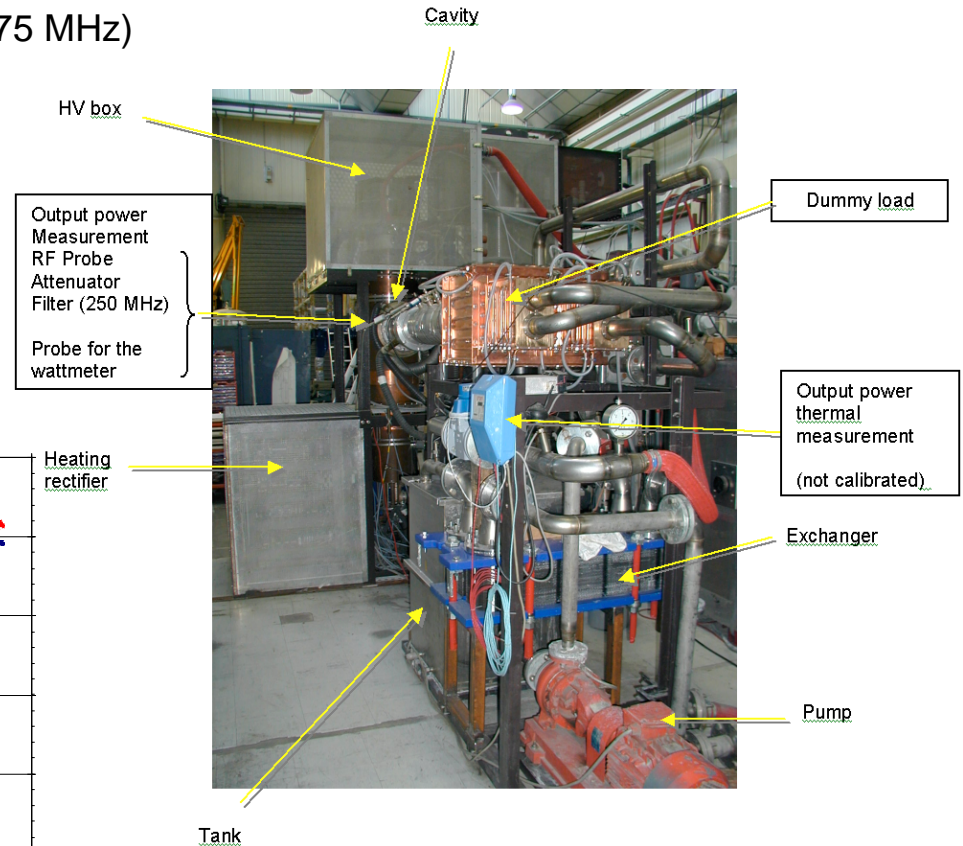 75 MHz)
Cavity
HV box
Output power
Measurement
RF Probe
Attenuator
Filter (250 MHz)
Probe for the
wattmeter
Dummy load
Output power
thermal
measurement
(not calibrated)
Heating
rectifier
Exchanger
Pump
Tank